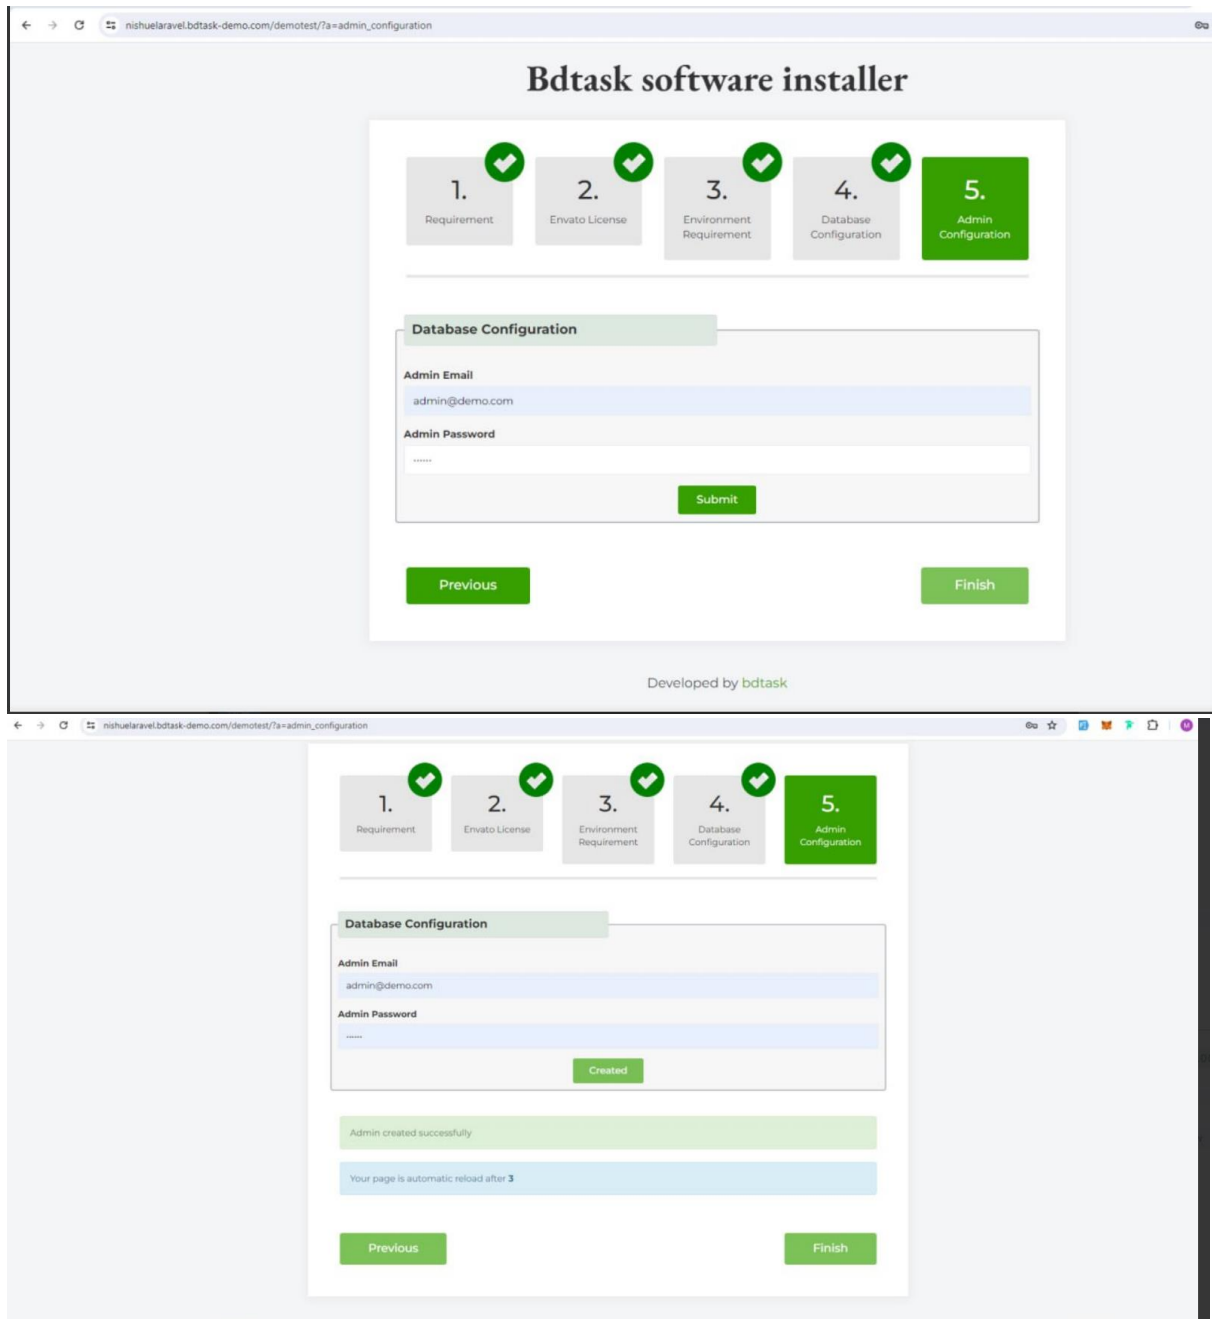 nishuelaravel.bdtask-demo.com/demotest/?a=admin_configuration
Bdtask software installer
1.
Requirement
2.
Envato License
3.
Environment
Requirement
4.
Database
Configuration
5.
Admin
Configuration
Database Configuration
Admin Email
admin@demo.com
Admin Password
......
Submit
Previous
Finish
Developed by bdtask
nishuelaravel.bdtask-demo.com/demotest/?a=admin_configuration
M
1.
Requirement
2.
Envato License
3.
Environment
Requirement
4.
Database
Configuration
5.
Admin
Configuration
Database Configuration
Admin Email
admin@demo.com
Admin Password
......
Created
Admin created successfully
Your page is automatic reload after 3
Previous
Finish